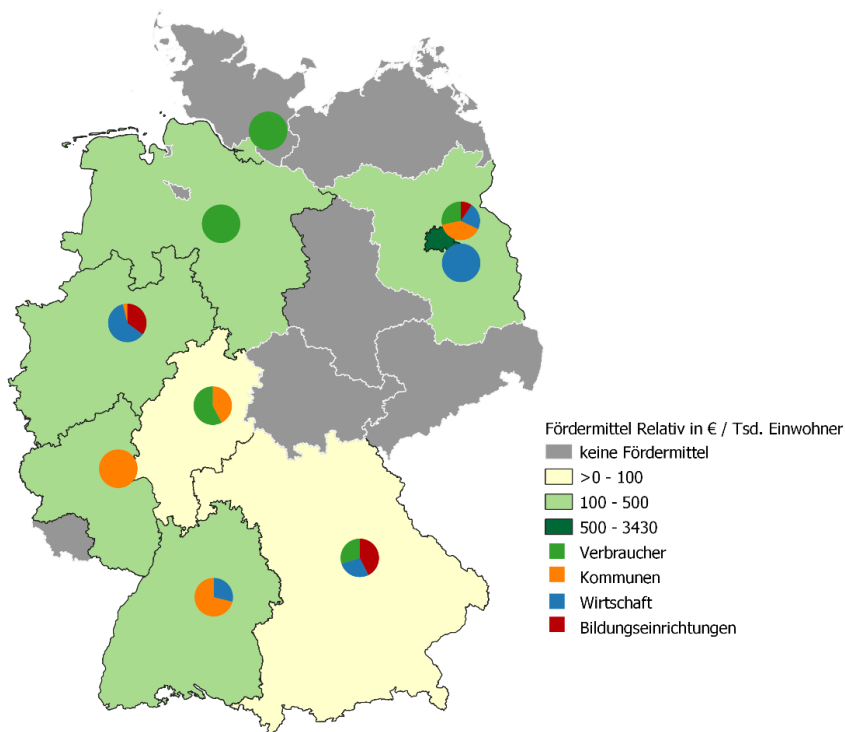 Fördermittel Relativ in € / Tsd. Einwohner
keine Fördermittel
>0 - 100
100 - 500
500 - 3430
Verbraucher
Kommunen
Wirtschaft
Bildungseinrichtungen